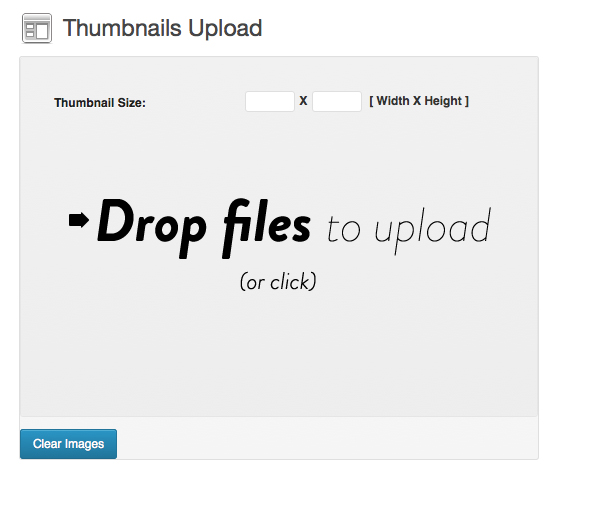 Thumbnails Upload
Thumbnail Size: X [ Width X Height ]
Drop files to upload
(or click)
Clear Images